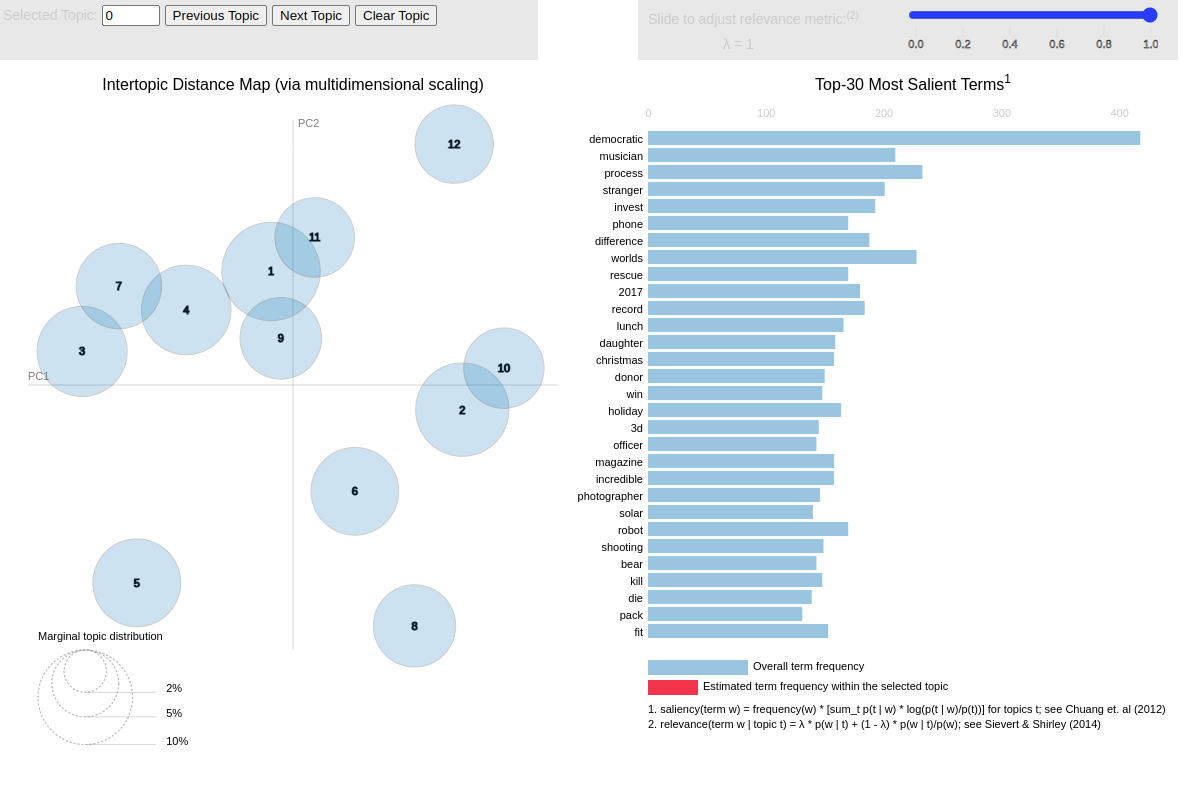 Selected Topic: 0 Previous Topic Next Topic Clear Topic
Slide to adjust relevance metric:(2)
λ = 1
0.0 0.2 0.4 0.6 0.8 1.0
Intertopic Distance Map (via multidimensional scaling)
PC2
12
11
1
7
4
9
3
10
PC1
2
6
5
8
Marginal topic distribution
2%
5%
10%
Top-30 Most Salient Terms1
0 100 200 300 400
democratic
musician
process
stranger
invest
phone
difference
worlds
rescue
2017
record
lunch
daughter
christmas
donor
win
holiday
3d
officer
magazine
incredible
photographer
solar
robot
shooting
bear
kill
die
pack
fit
Overall term frequency
Estimated term frequency within the selected topic
1. saliency(term w) = frequency(w) * [sum_t p(t | w) * log(p(t | w)/p(t))] for topics t; see Chuang et. al (2012)
2. relevance(term w | topic t) = λ * p(w | t) + (1 - λ) * p(w | t)/p(w); see Sievert & Shirley (2014)